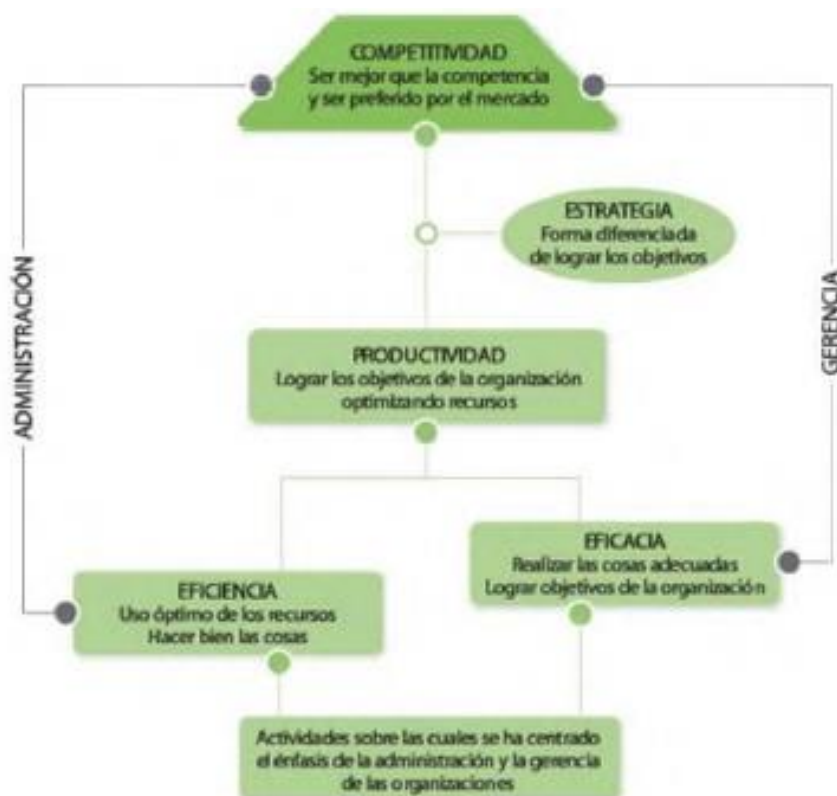 COMPETITIVIDAD
Ser mejor que la competencia
y ser preferido por el mercado
ESTRATEGIA
Forma diferenciada
de lograr los objetivos
ADMINISTRACIÓN
GERENCIA
PRODUCTIVIDAD
Lograr los objetivos de la organización
optimizando recursos
EFICACIA
Realizar las cosas adecuadas
Lograr objetivos de la organización
EFICIENCIA
Uso óptimo de los recursos
Hacer bien las cosas
Actividades sobre las cuales se ha centrado
el énfasis de la administración y la gerencia
de las organizaciones